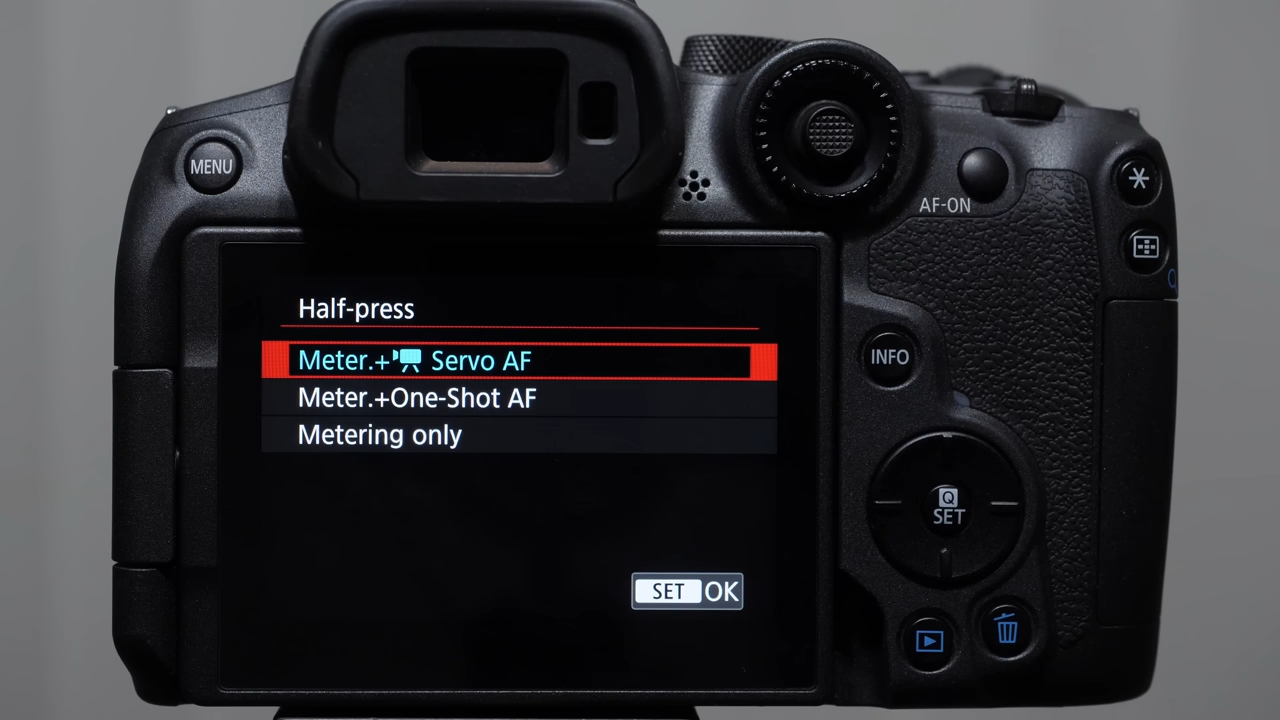 MENU
AF-ON
Half-press
Meter.+ Servo AF
Meter.+One-Shot AF
Metering only
SET OK
INFO
Q
SET